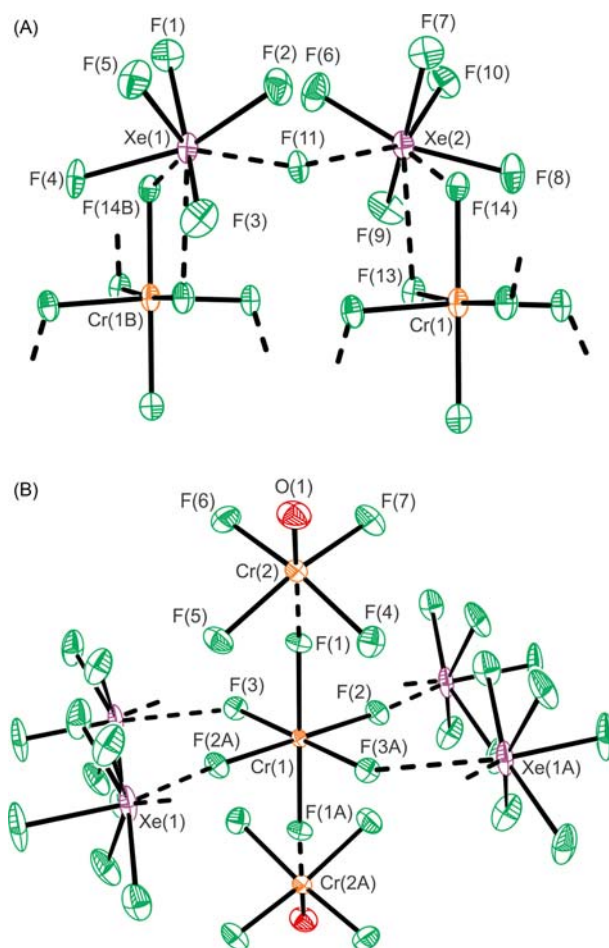 (A)
F(1)
F(5)
F(2)
F(6)
F(7)
F(10)
Xe(1)
F(11)
Xe(2)
F(4)
F(8)
F(14B)
F(3)
F(9)
F(14)
F(13)
Cr(1B)
Cr(1)
(B)
O(1)
F(6)
F(7)
Cr(2)
F(5)
F(4)
F(1)
F(3)
F(2)
F(2A)
Cr(1)
F(3A)
Xe(1)
F(1A)
Xe(1A)
Cr(2A)